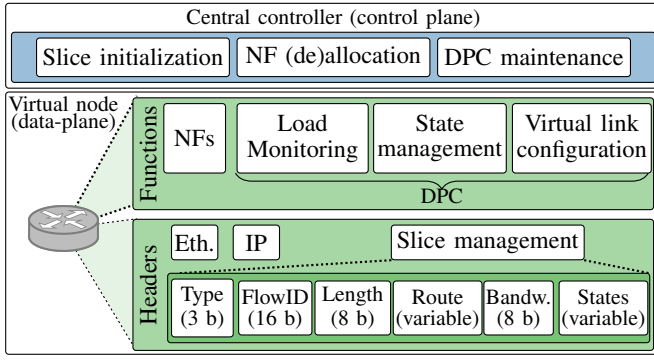 Central controller (control plane)
Slice initialization
NF (de)allocation
DPC maintenance
Virtual node
(data-plane)
Functions
NFs
Load
Monitoring
State
management
Virtual link
configuration
DPC
Headers
Eth.
IP
Slice management
Type
(3 b)
FlowID
(16 b)
Length
(8 b)
Route
(variable)
Bandw.
(8 b)
States
(variable)